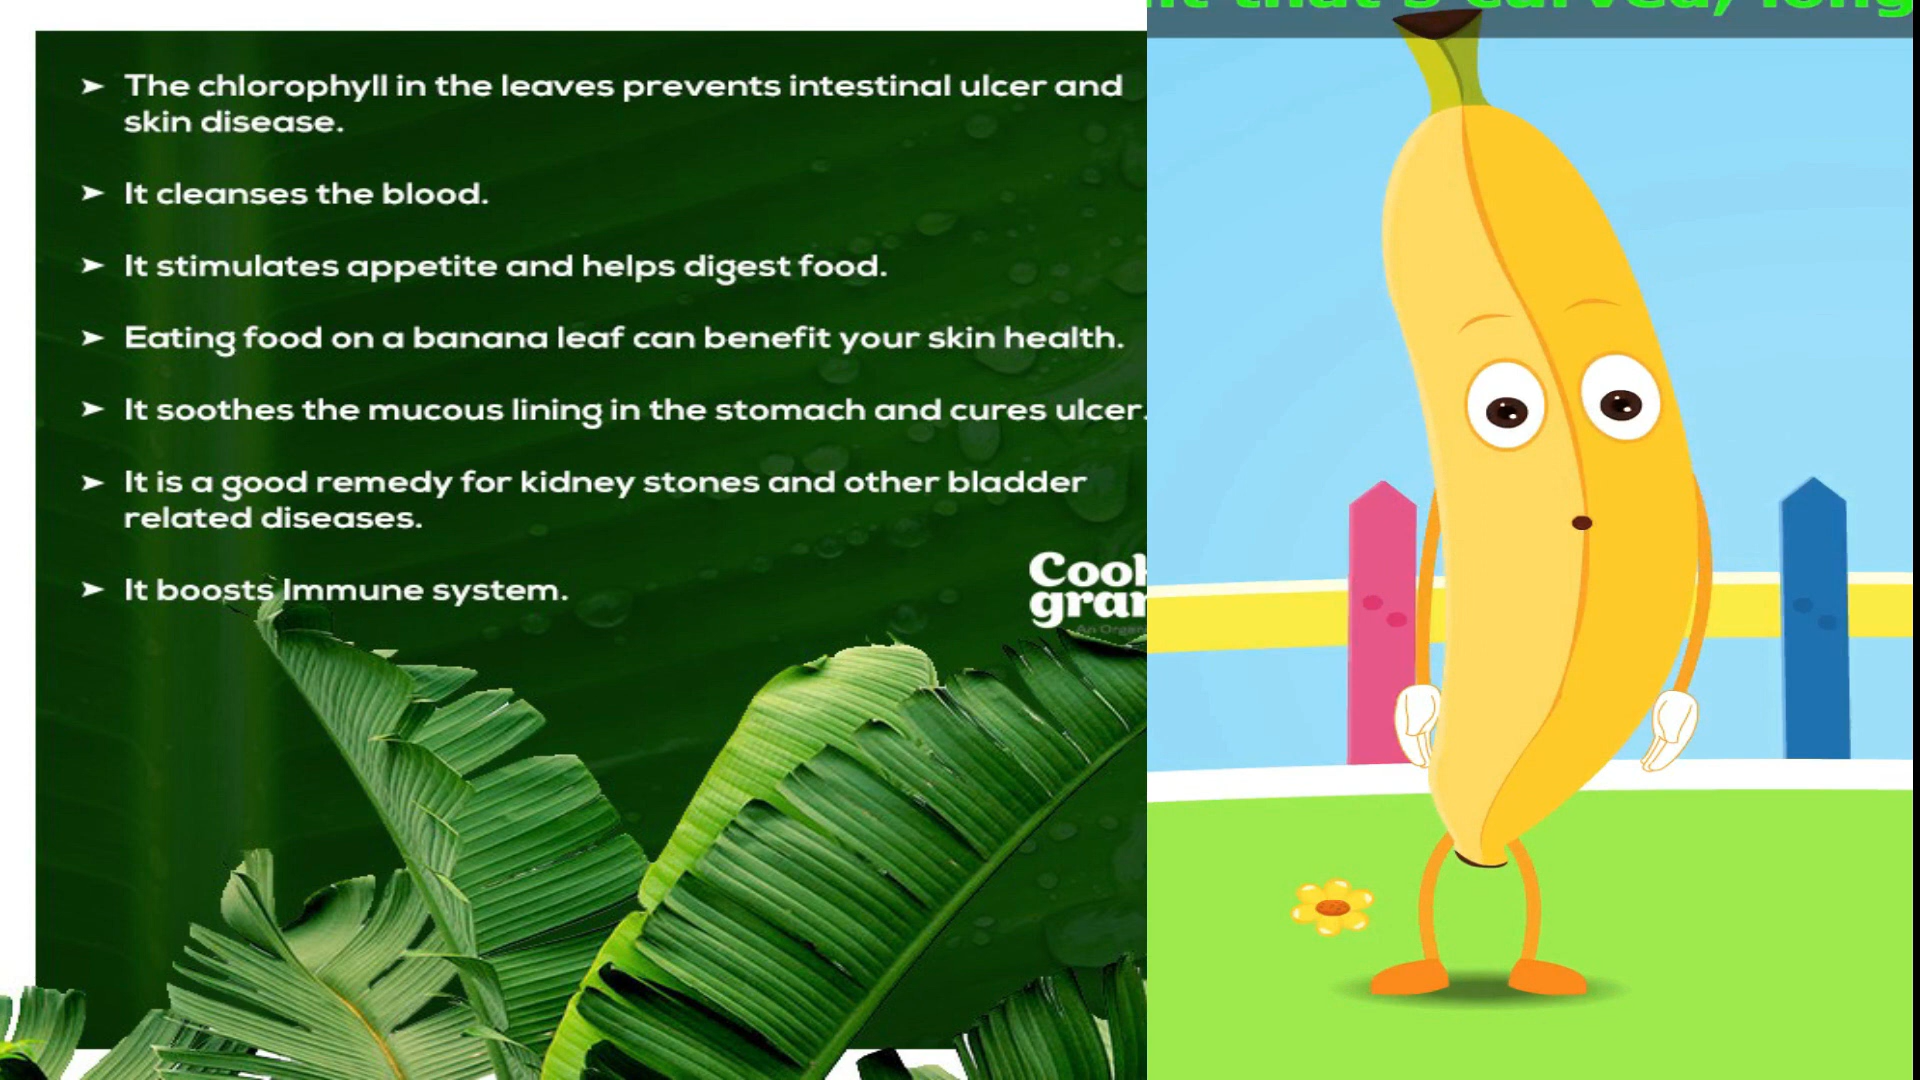 ➤ The chlorophyll in the leaves prevents intestinal ulcer and
skin disease.
➤ It cleanses the blood.
➤ It stimulates appetite and helps digest food.
➤ Eating food on a banana leaf can benefit your skin health.
➤ It soothes the mucous lining in the stomach and cures ulcer.
➤ It is a good remedy for kidney stones and other bladder
related diseases.
➤ It boosts Immune system.
that's curved, long